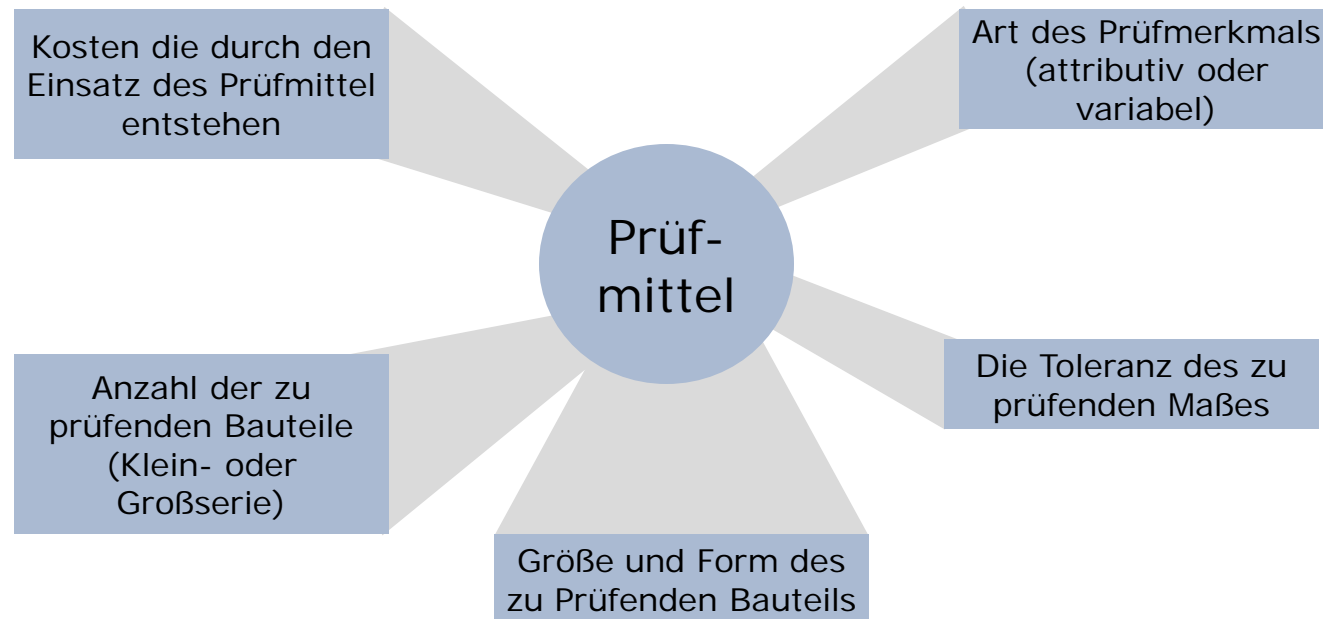 Kosten die durch den
Einsatz des Prüfmittel
entstehen
Art des Prüfmerkmals
(attributiv oder
variabel)
Prüf-
mittel
Anzahl der zu
prüfenden Bauteile
(Klein- oder
Großserie)
Die Toleranz des zu
prüfenden Maßes
Größe und Form des
zu Prüfenden Bauteils